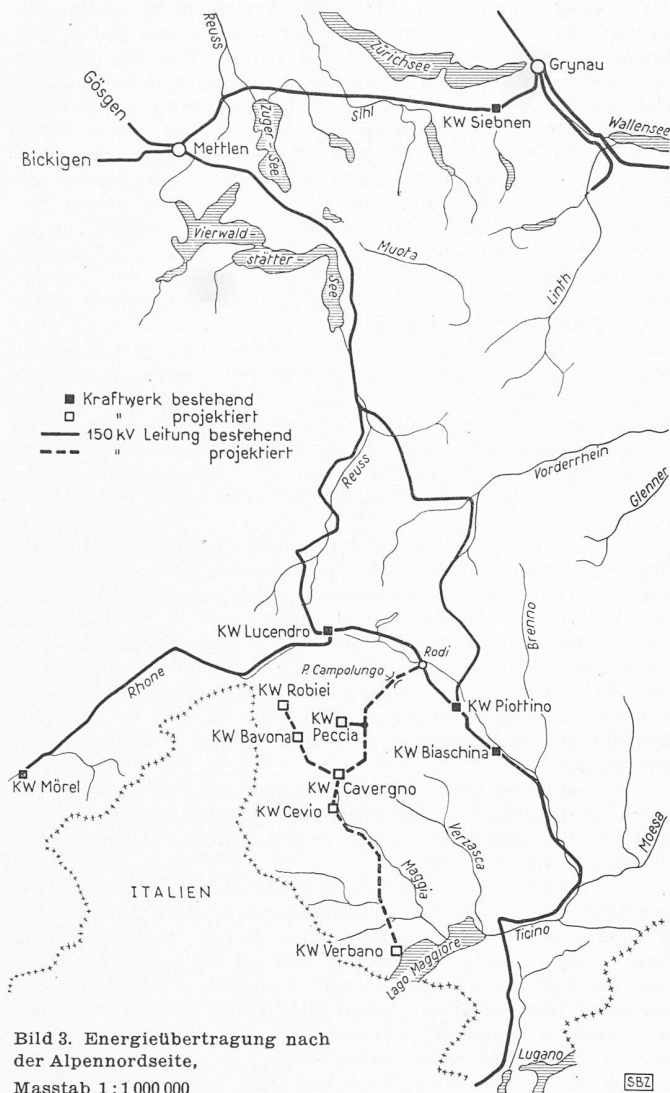 Reuss
Zürichsee
Grynau
Gösgen
Zuger-
See
Sihl
KW Siebnen
Wallensee
Bickigen
Mettlen
Vierwald-
stätter-
See
Muota
Linth
Kraftwerk bestehend
" projektiert
150 kV Leitung bestehend
" projektiert
Reuss
Vorderrhein
Glenner
Brenno
KW Lucendro
Rodi
P. Campolungo
Rhone
KW Robiei
KW Piottino
KW
Peccia
KW Bavona
KW Biaschina
KW Mörel
KW
Cavergno
KW Cevio
Moesa
Verzasca
Maggia
ITALIEN
Ticino
KW Verbano
Lago Maggiore
Lugano
Bild 3. Energieübertragung nach
der Alpennordseite,
Masstab 1 : 1 000 000
SBZ